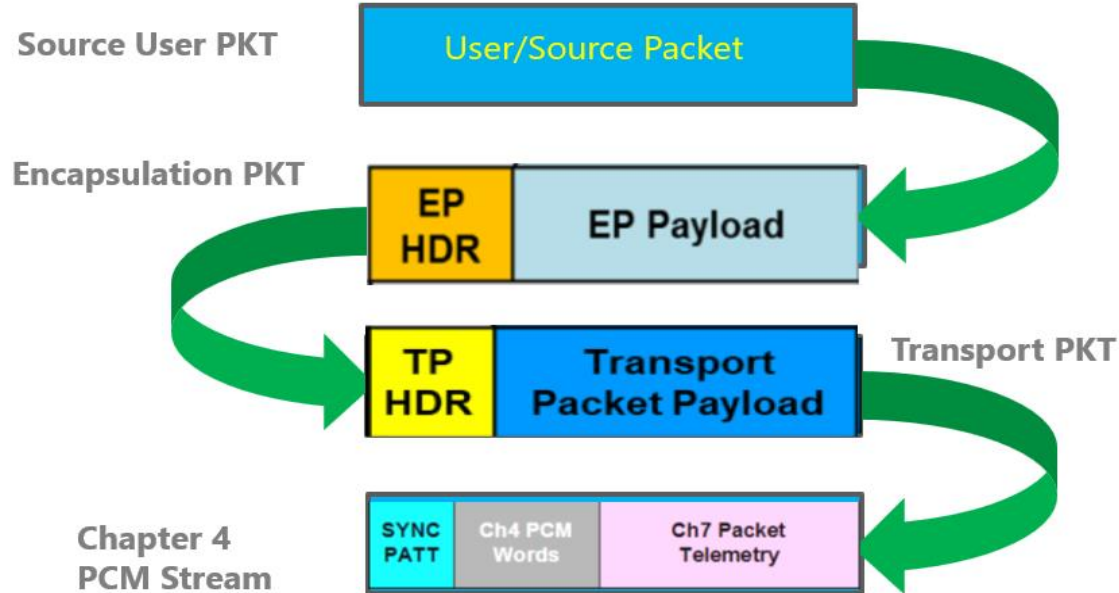 Source User PKT
User/Source Packet
Encapsulation PKT
EP
HDR
EP Payload
TP
HDR
Transport
Packet Payload
Transport PKT
Chapter 4
PCM Stream
SYNC
PATT
Ch4 PCM
Words
Ch7 Packet
Telemetry